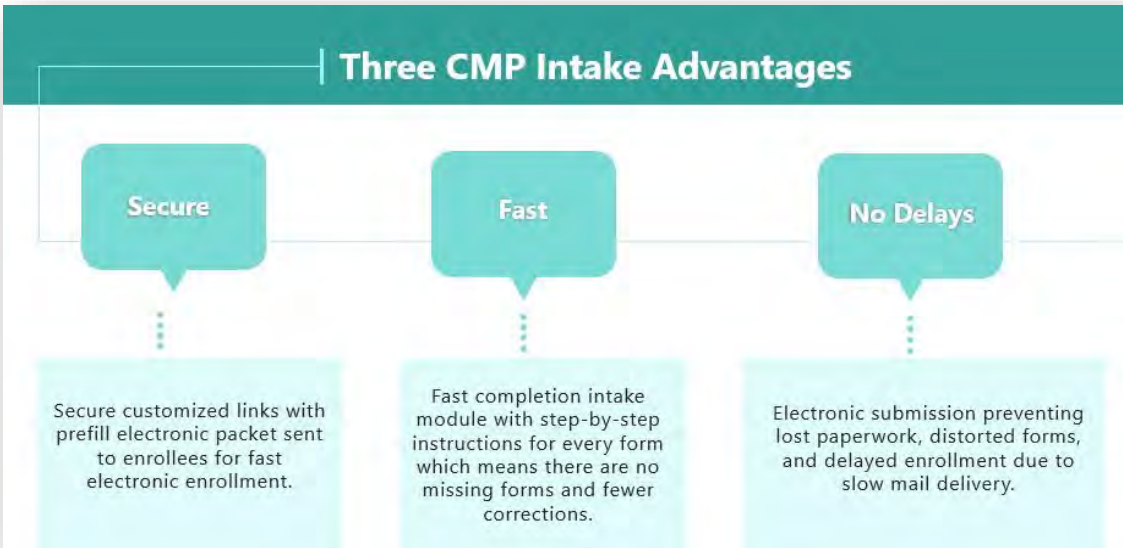 Three CMP Intake Advantages
Secure
Fast
No Delays
Secure customized links with
prefill electronic packet sent
to enrollees for fast
electronic enrollment.
Fast completion intake
module with step-by-step
instructions for every form
which means there are no
missing forms and fewer
corrections.
Electronic submission preventing
lost paperwork, distorted forms,
and delayed enrollment due to
slow mail delivery.